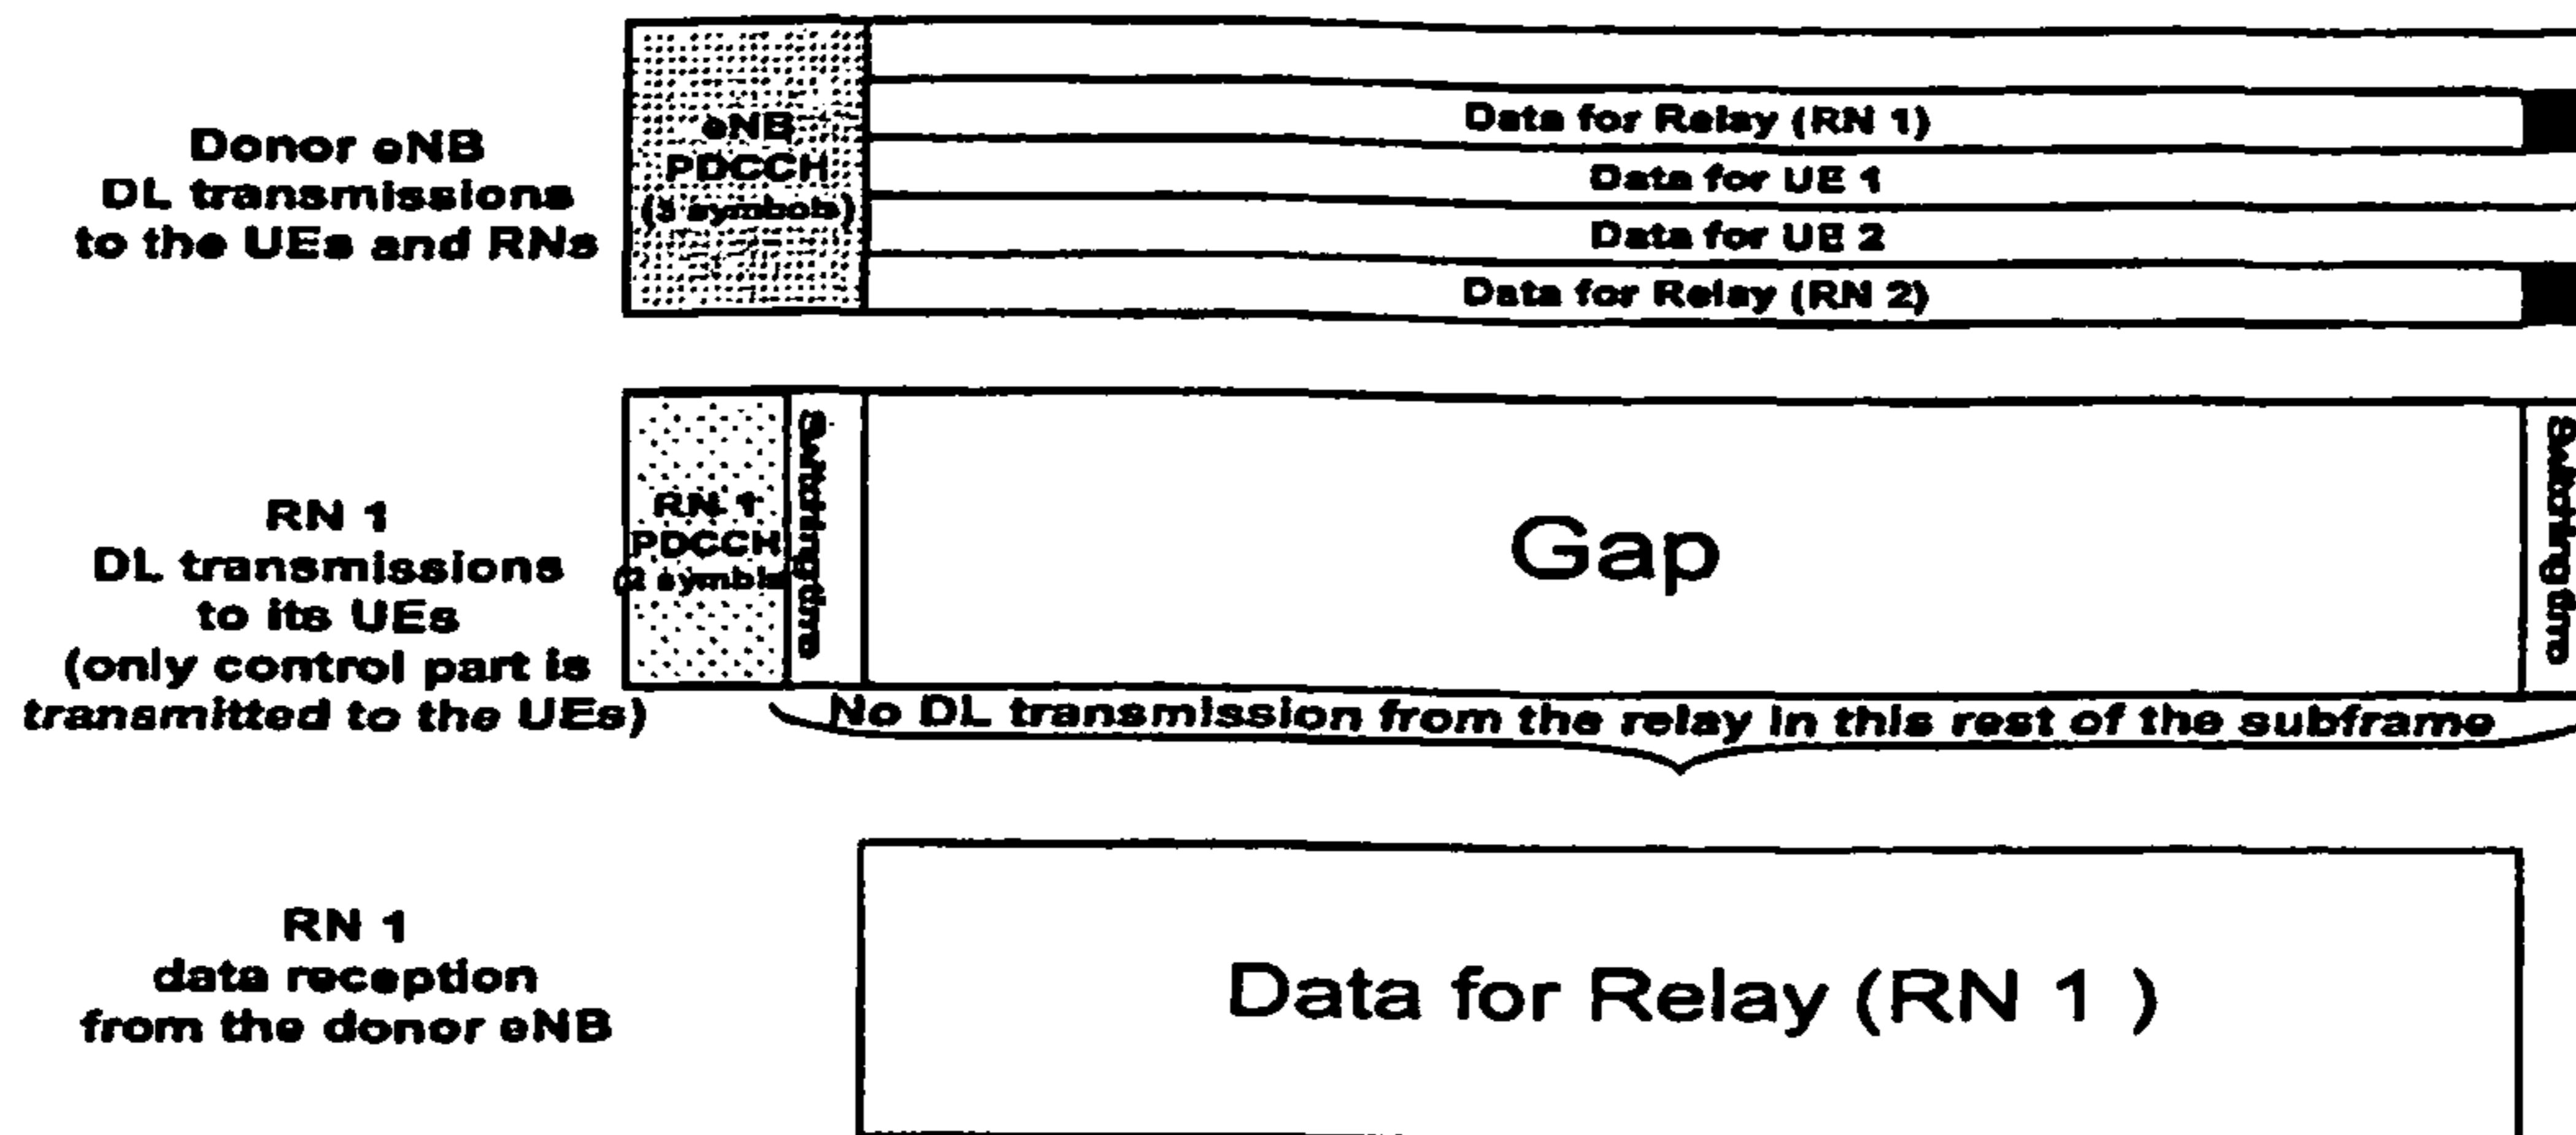 Donor eNB
DL transmissions
to the UEs and RNs
eNB
PDCCH
(3 symbols)
Data for Relay (RN 1)
Data for UE 1
Data for UE 2
Data for Relay (RN 2)
RN 1
DL transmissions
to its UEs
(only control part is
transmitted to the UEs)
RN 1
PDCCH
(2 symbls
Switching time
Gap
Switching time
No DL transmission from the relay in this rest of the subframe
RN 1
data reception
from the donor eNB
Data for Relay (RN 1 )